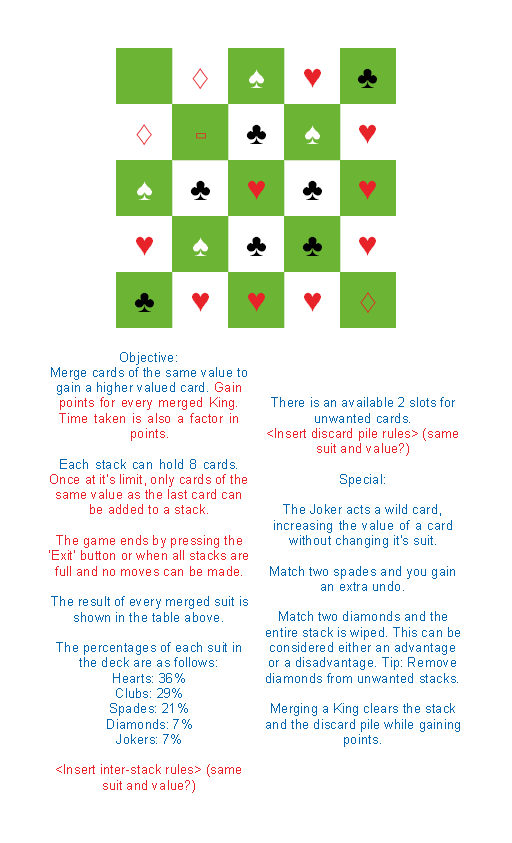 ♢ ♠ ♥ ♣
♢ ▭ ♣ ♠ ♥
♠ ♣ ♥ ♣ ♥
♥ ♠ ♣ ♣ ♥
♣ ♥ ♥ ♥ ♢
Objective:
Merge cards of the same value to
gain a higher valued card. Gain
points for every merged King.
Time taken is also a factor in
points.
Each stack can hold 8 cards.
Once at it's limit, only cards of the
same value as the last card can
be added to a stack.
The game ends by pressing the
'Exit' button or when all stacks are
full and no moves can be made.
The result of every merged suit is
shown in the table above.
The percentages of each suit in
the deck are as follows:
Hearts: 36%
Clubs: 29%
Spades: 21%
Diamonds: 7%
Jokers: 7%
<Insert inter-stack rules> (same
suit and value?)
There is an available 2 slots for
unwanted cards.
<Insert discard pile rules> (same
suit and value?)
Special:
The Joker acts a wild card,
increasing the value of a card
without changing it's suit.
Match two spades and you gain
an extra undo.
Match two diamonds and the
entire stack is wiped. This can be
considered either an advantage
or a disadvantage. Tip: Remove
diamonds from unwanted stacks.
Merging a King clears the stack
and the discard pile while gaining
points.